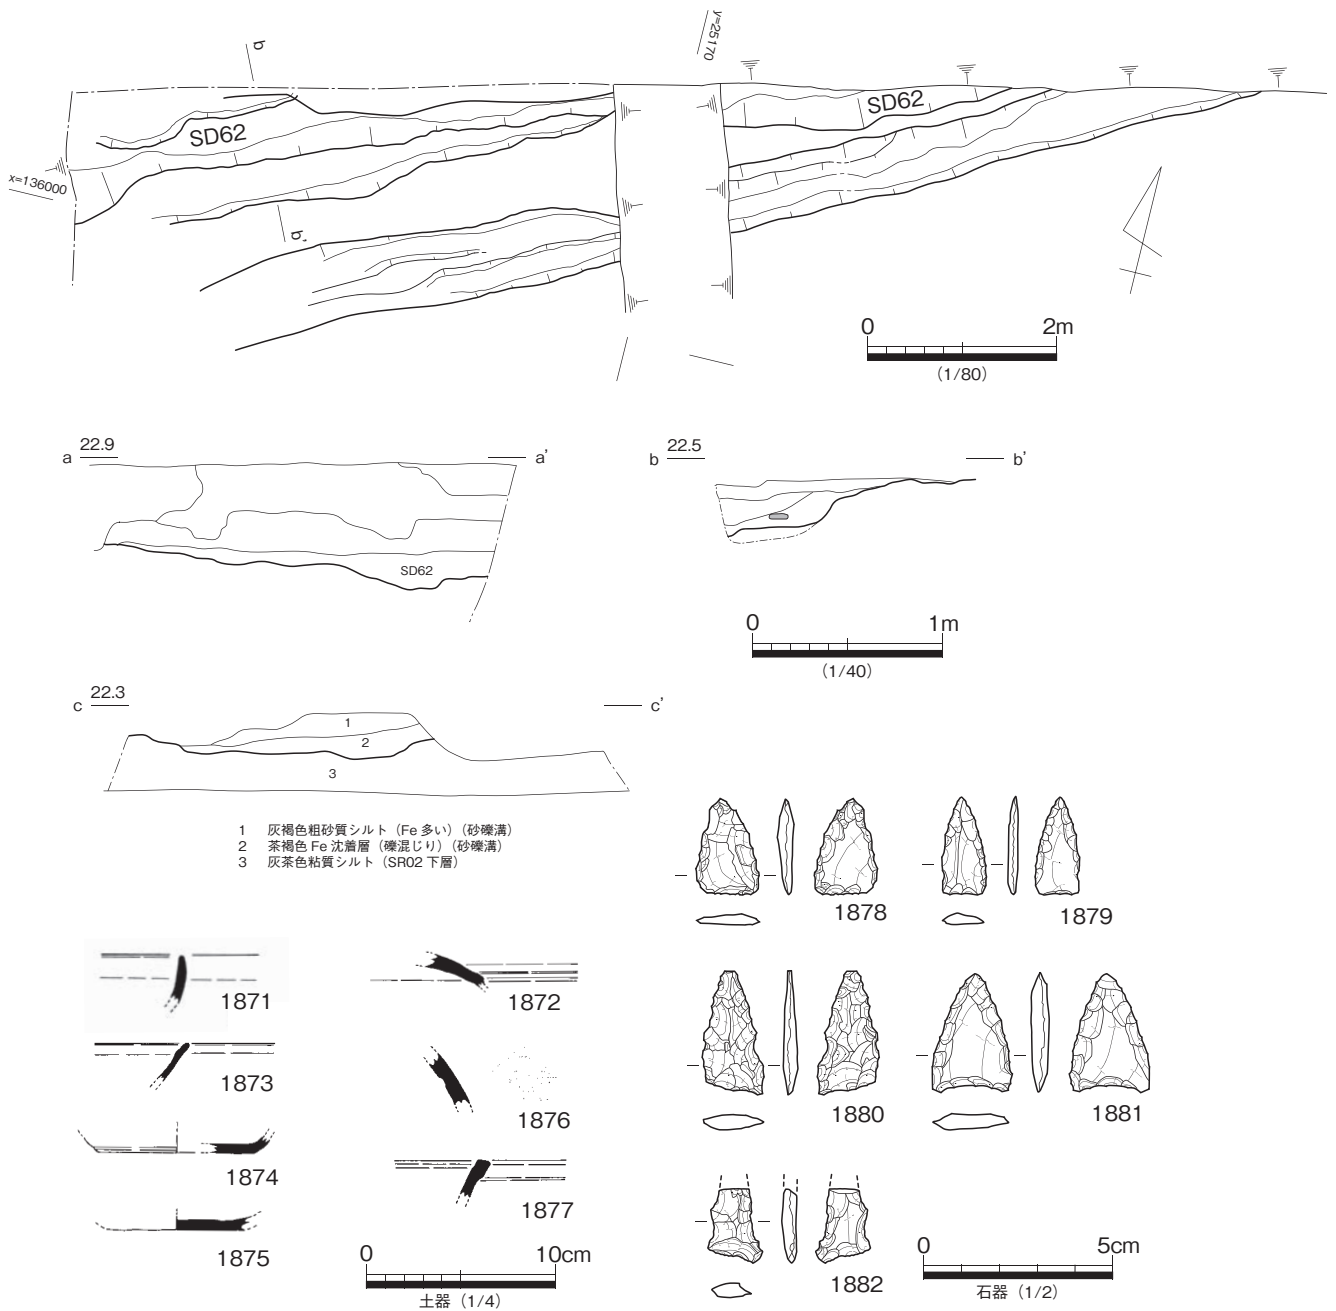 b
y=25170
SD62
SD62
x=136000
b'
0 2m
(1/80)
a 22.9 a'
SD62
b 22.5 b'
0 1m
(1/40)
c 22.3 c'
1
2
3
1 灰褐色粗砂質シルト（Fe 多い）（砂礫溝）
2 茶褐色 Fe 沈着層（礫混じり）（砂礫溝）
3 灰茶色粘質シルト（SR02 下層）
1878
1879
1871
1872
1873
1876
1874
1877
1875
0 10cm
土器（1/4）
1880
1881
1882
0 5cm
石器（1/2）